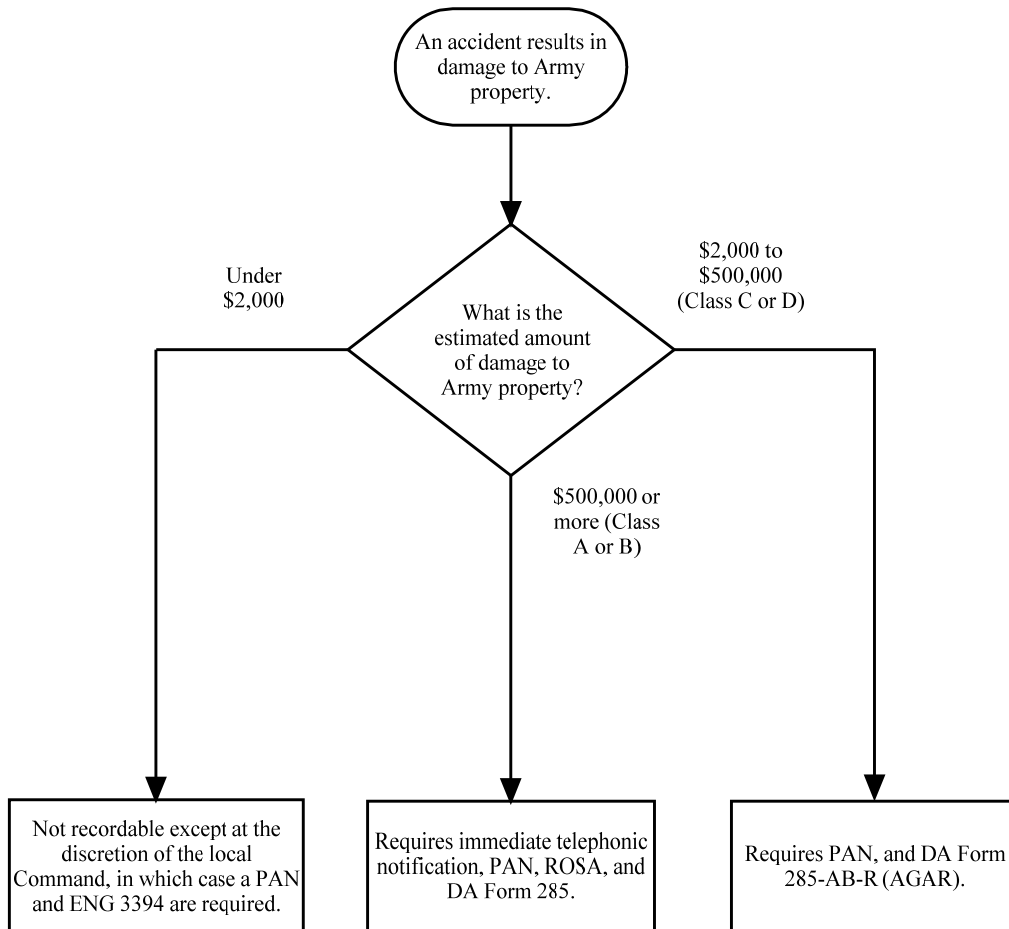 An accident results in
damage to Army
property.
Under
$2,000
$2,000 to
$500,000
(Class C or D)
What is the
estimated amount
of damage to
Army property?
$500,000 or
more (Class
A or B)
Not recordable except at the
discretion of the local
Command, in which case a PAN
and ENG 3394 are required.
Requires immediate telephonic
notification, PAN, ROSA, and
DA Form 285.
Requires PAN, and DA Form
285-AB-R (AGAR).